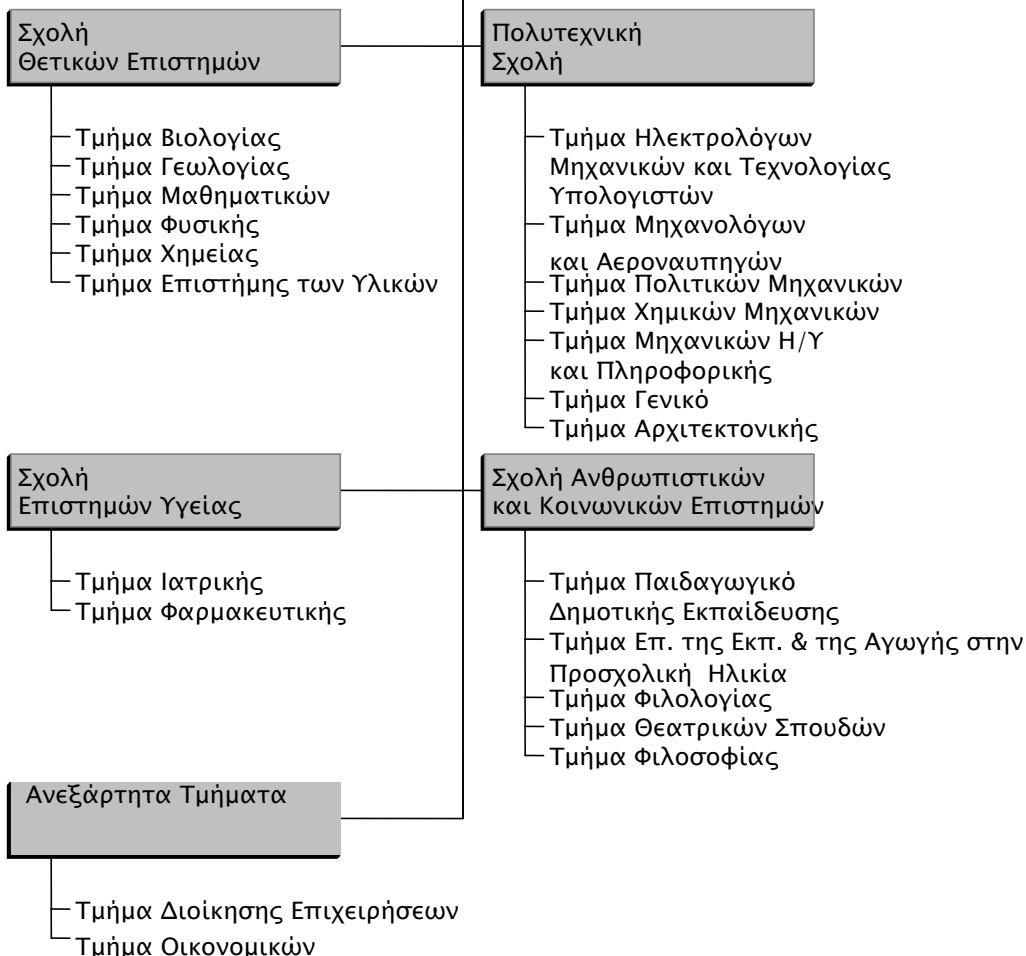 Σχολή
Θετικών Επιστημών
Τμήμα Βιολογίας
Τμήμα Γεωλογίας
Τμήμα Μαθηματικών
Τμήμα Φυσικής
Τμήμα Χημείας
Τμήμα Επιστήμης των Υλικών
Πολυτεχνική
Σχολή
Τμήμα Ηλεκτρολόγων
Μηχανικών και Τεχνολογίας
Υπολογιστών
Τμήμα Μηχανολόγων
και Αεροναυπηγών
Τμήμα Πολιτικών Μηχανικών
Τμήμα Χημικών Μηχανικών
Τμήμα Μηχανικών Η/Υ
και Πληροφορικής
Τμήμα Γενικό
Τμήμα Αρχιτεκτονικής
Σχολή
Επιστημών Υγείας
Τμήμα Ιατρικής
Τμήμα Φαρμακευτικής
Σχολή Ανθρωπιστικών
και Κοινωνικών Επιστημών
Τμήμα Παιδαγωγικό
Δημοτικής Εκπαίδευσης
Τμήμα Επ. της Εκπ. & της Αγωγής στην
Προσχολική Ηλικία
Τμήμα Φιλολογίας
Τμήμα Θεατρικών Σπουδών
Τμήμα Φιλοσοφίας
Ανεξάρτητα Τμήματα
Τμήμα Διοίκησης Επιχειρήσεων
Τμήμα Οικονομικών